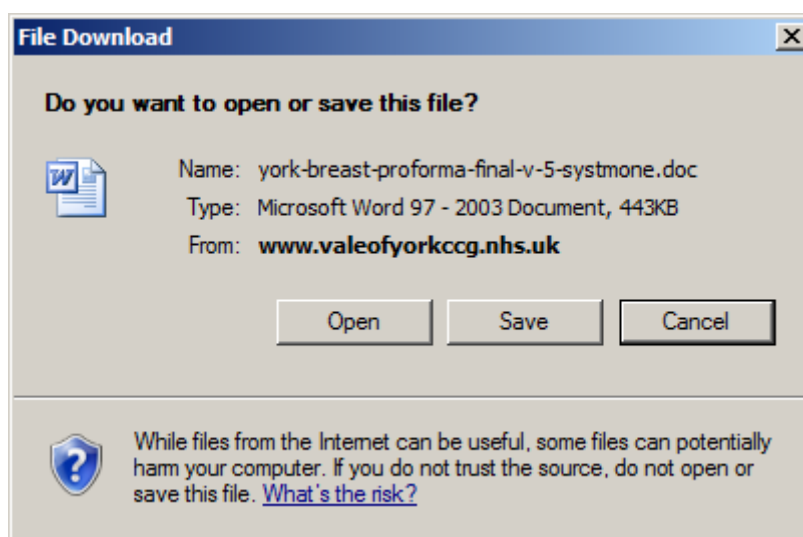 File Download
Do you want to open or save this file?
Name: york-breast-proforma-final-v-5-systmone.doc
Type: Microsoft Word 97 - 2003 Document, 443KB
From: www.valeofyorkccg.nhs.uk
Open Save Cancel
While files from the Internet can be useful, some files can potentially
harm your computer. If you do not trust the source, do not open or
save this file. What's the risk?